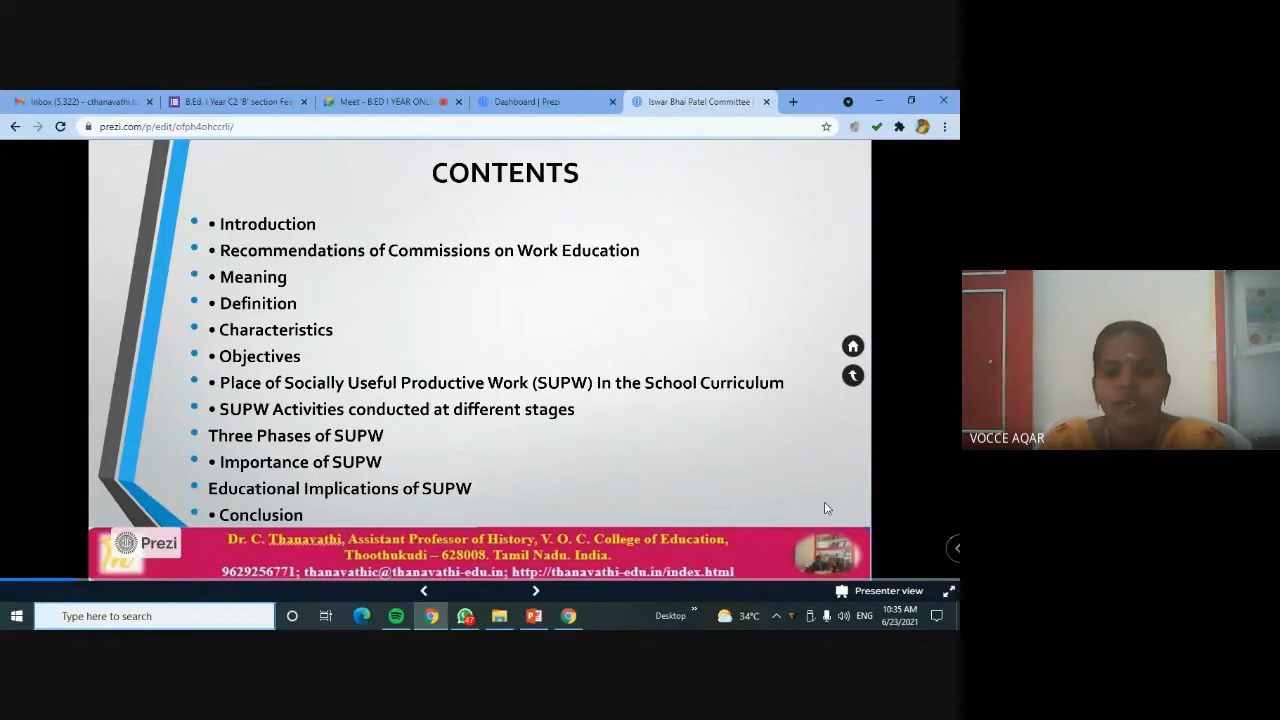 Inbox (5,322) - cthanavathi.t
B.Ed. I Year C2 'B' section Fee
Meet - B.ED I YEAR ONL
Dashboard | Prezi
Iswar Bhai Patel Committee |
prezi.com/p/edit/ofph4ohccrli/
CONTENTS
• Introduction
• Recommendations of Commissions on Work Education
• Meaning
• Definition
• Characteristics
• Objectives
• Place of Socially Useful Productive Work (SUPW) In the School Curriculum
• SUPW Activities conducted at different stages
Three Phases of SUPW
• Importance of SUPW
Educational Implications of SUPW
• Conclusion
VOCCE AQAR
Prezi
Dr. C. Thanavathi, Assistant Professor of History, V. O. C. College of Education,
Thoothukudi – 628008. Tamil Nadu. India.
9629256771; thanavathic@thanavathi-edu.in; http://thanavathi-edu.in/index.html
Presenter view
Type here to search
47
Desktop
34°C
ENG
10:35 AM
6/23/2021